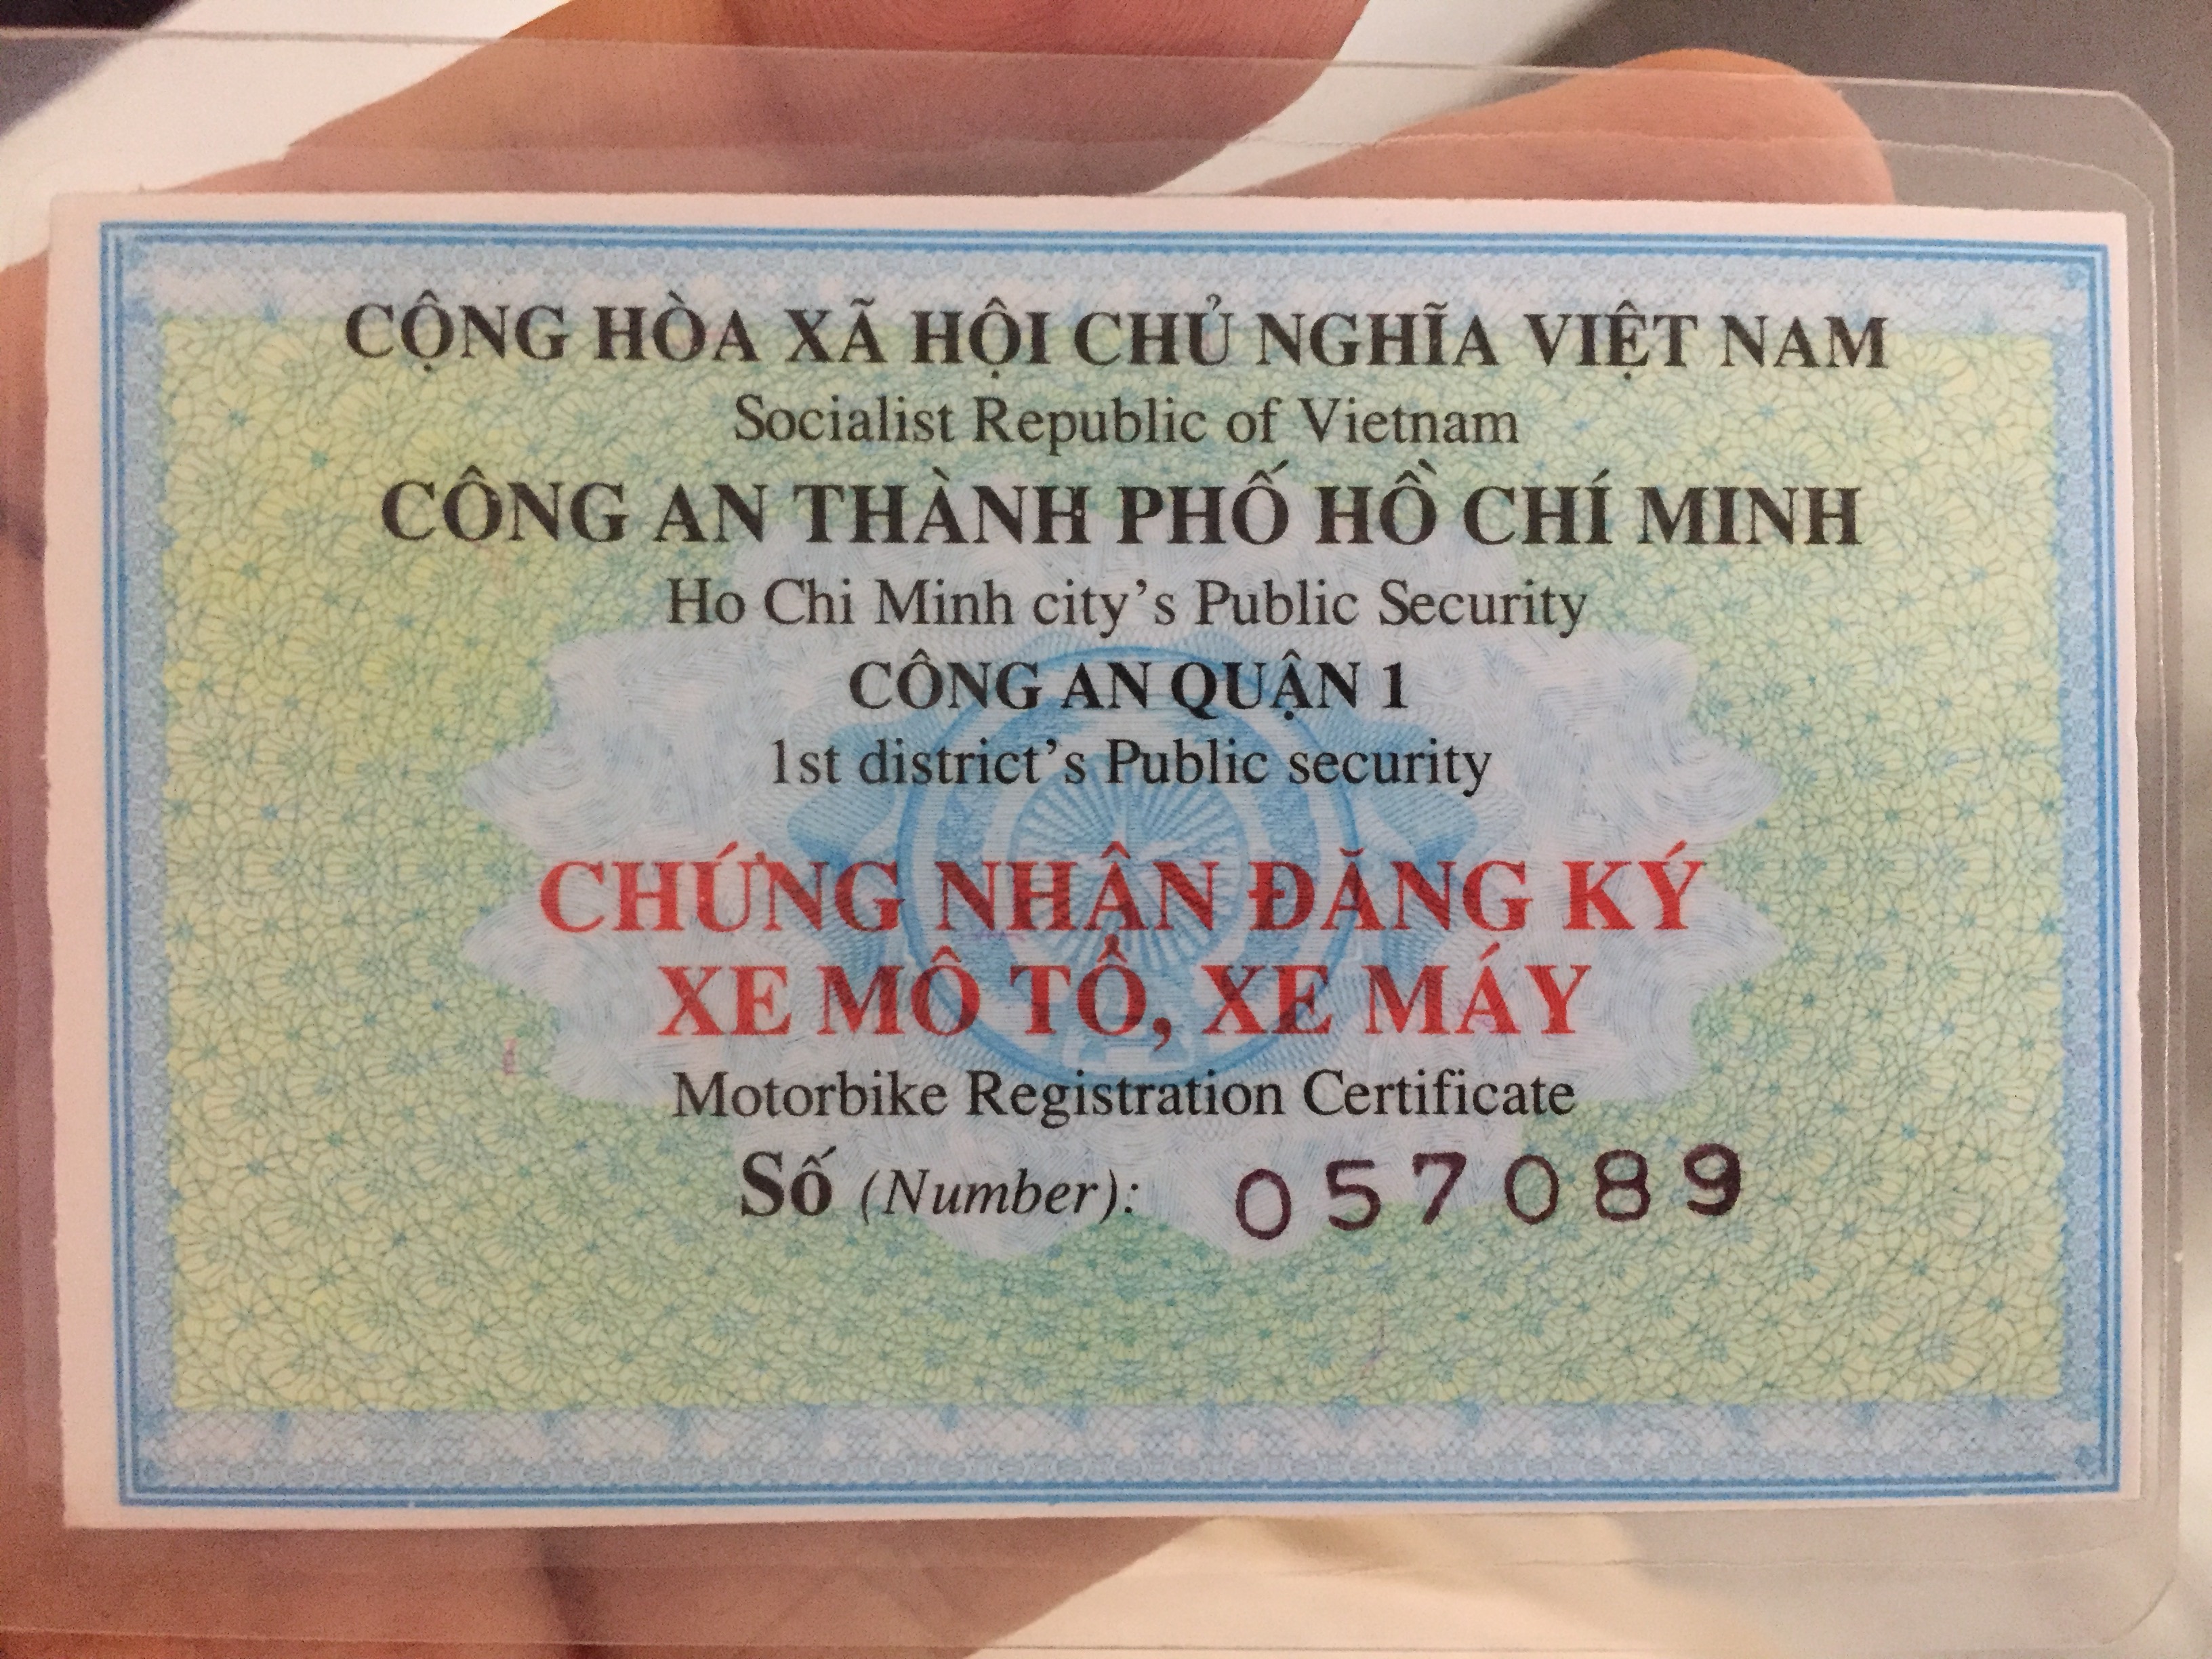 CỘNG HÒA XÃ HỘI CHỦ NGHĨA VIỆT NAM
Socialist Republic of Vietnam
CÔNG AN THÀNH PHỐ HỒ CHÍ MINH
Ho Chi Minh city's Public Security
CÔNG AN QUẬN 1
1st district's Public security
CHỨNG NHẬN ĐĂNG KÝ
XE MÔ TÔ, XE MÁY
Motorbike Registration Certificate
Số (Number): 057089